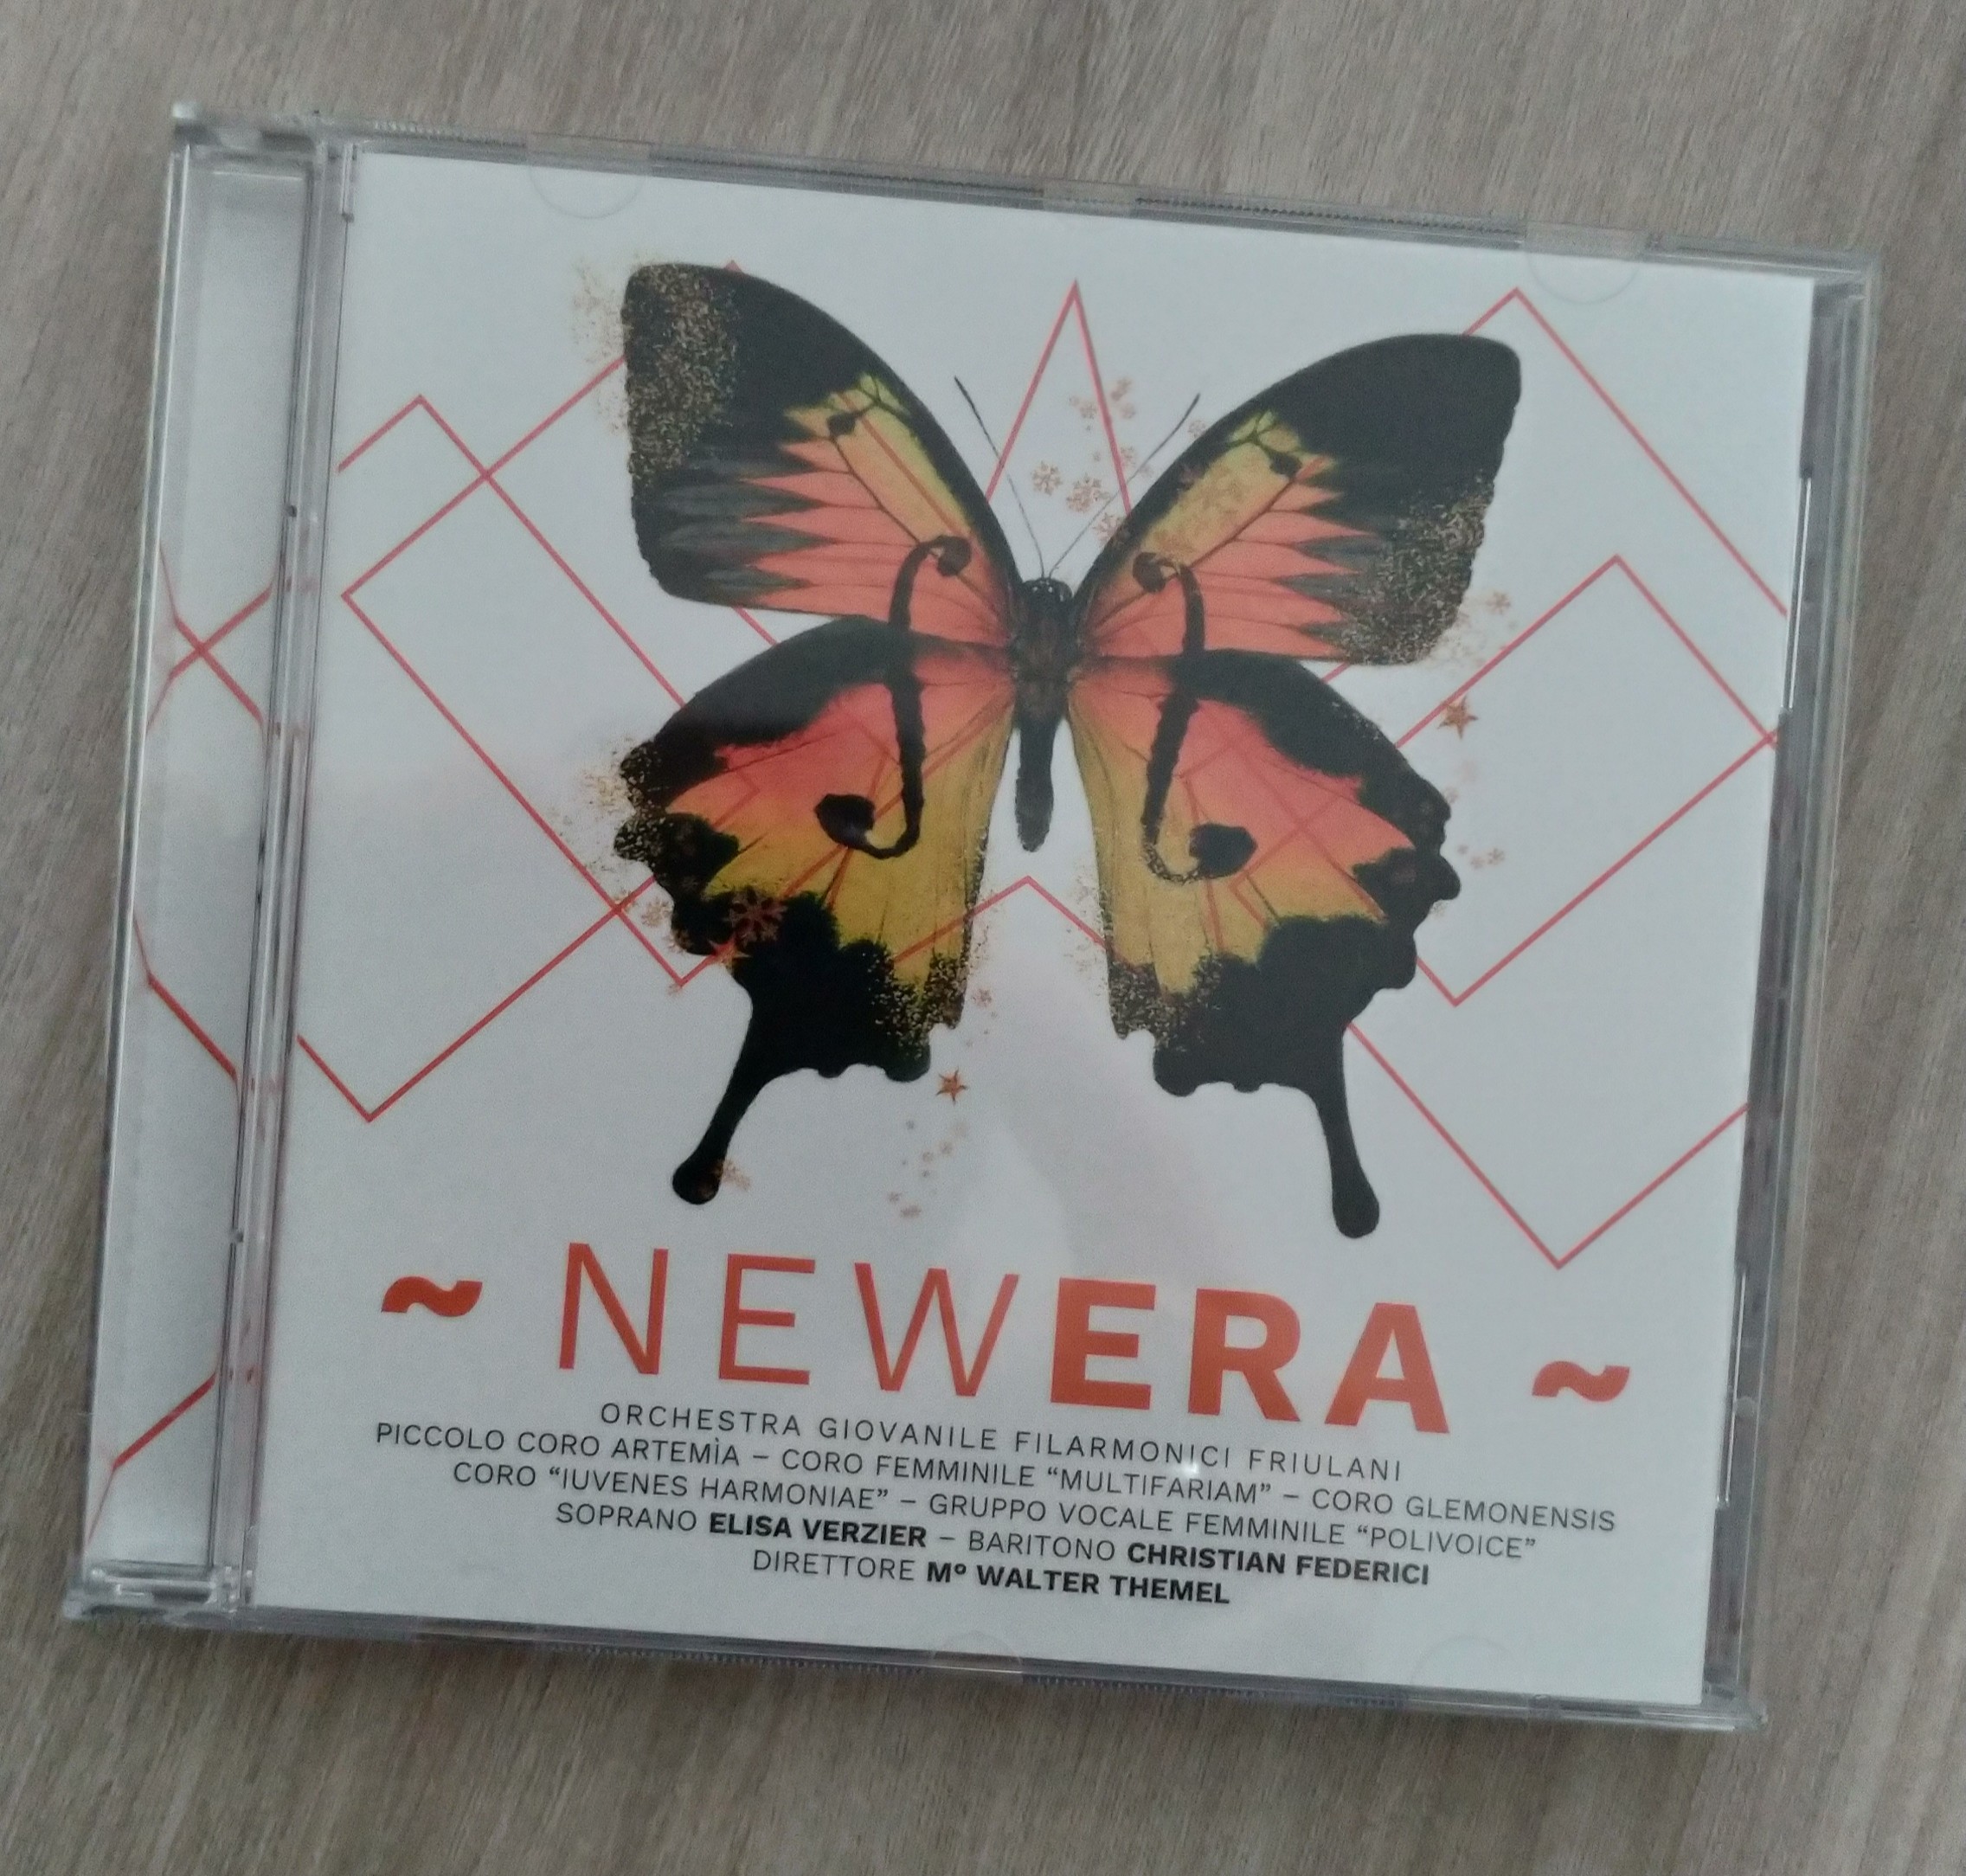 ~ NEWERA ~
ORCHESTRA GIOVANILE FILARMONICI FRIULANI
PICCOLO CORO ARTEMÌA – CORO FEMMINILE “MULTIFARIAM” – CORO GLEMONENSIS
CORO “IUVENES HARMONIAE” – GRUPPO VOCALE FEMMINILE “POLIVOICE”
SOPRANO ELISA VERZIER – BARITONO CHRISTIAN FEDERICI
DIRETTORE Mº WALTER THEMEL